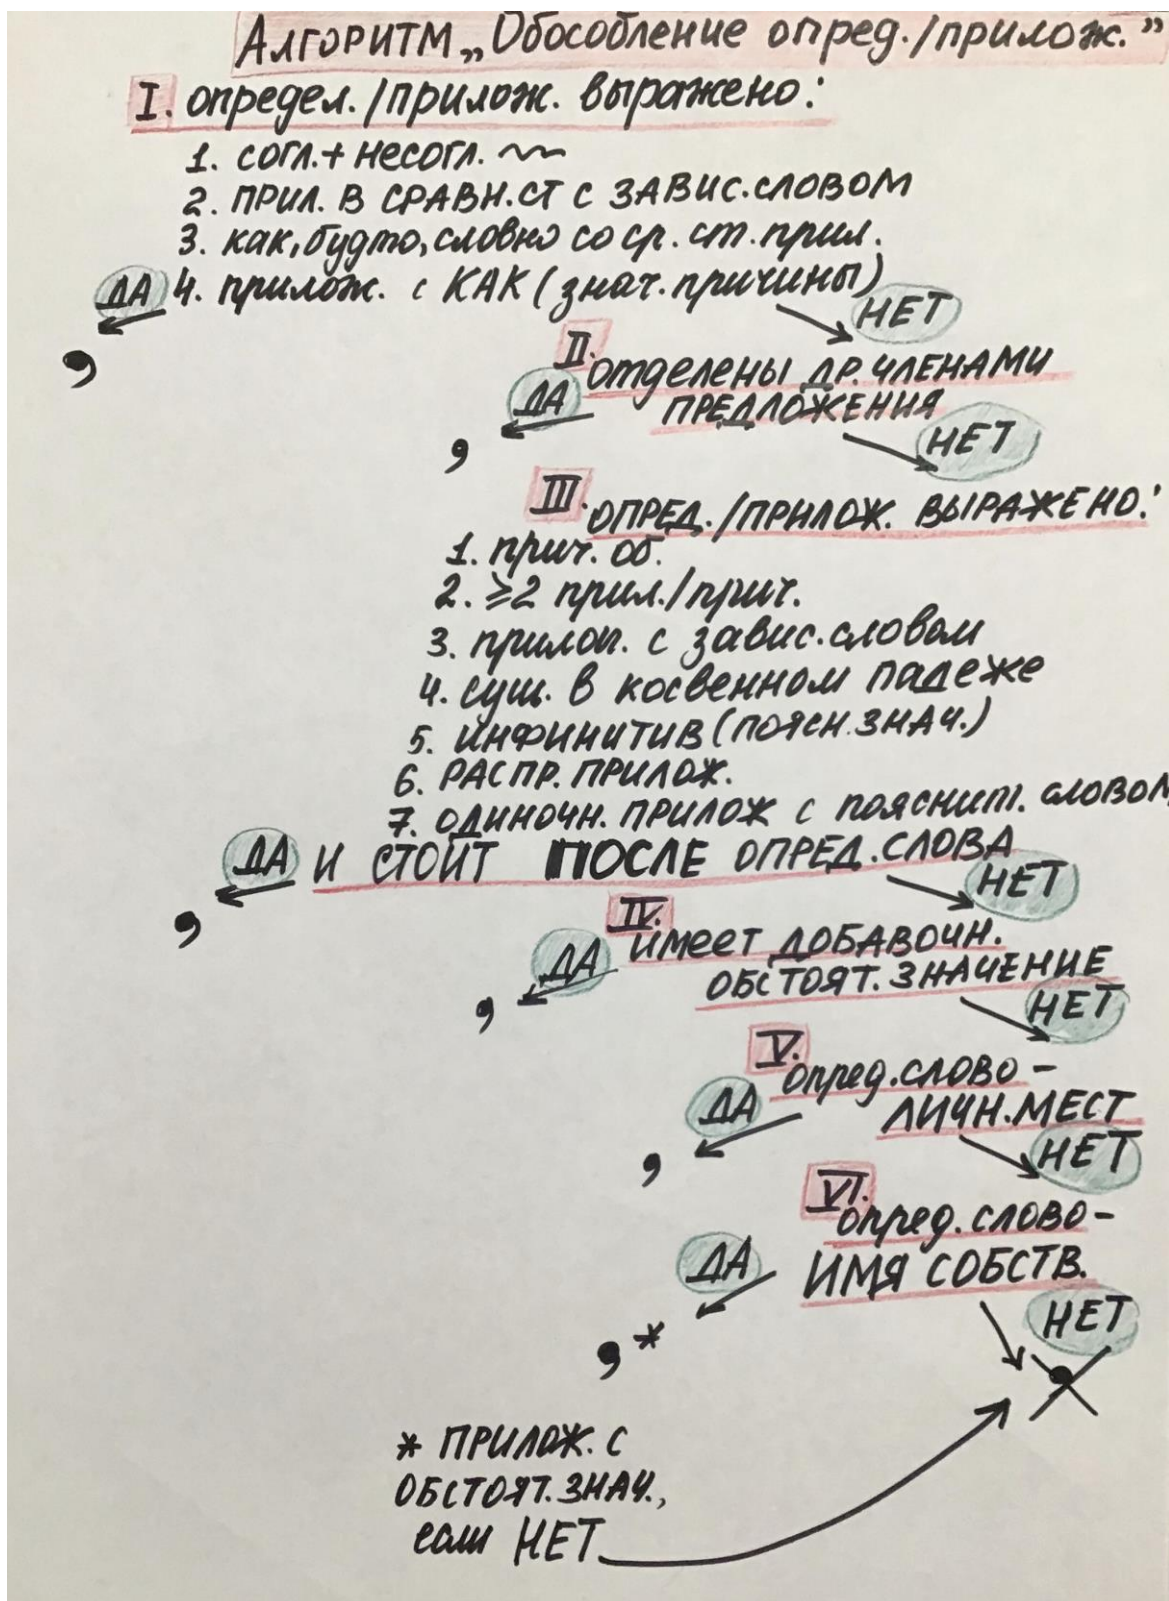 АЛГОРИТМ „Обособление опред./прилож.”
I. определ./прилож. выражено:
1. согл.+ несогл.
2. ПРИЛ. В СРАВН.СТ С ЗАВИС.СЛОВОМ
3. как, будто, словно со ср. ст. прил.
ДА 4. прилож. с КАК (знач. причины)
НЕТ
,
II. отделены ДР. ЧЛЕНАМИ
ДА ПРЕДЛОЖЕНИЯ
НЕТ
,
III. ОПРЕД./ПРИЛОЖ. ВЫРАЖЕНО:
1. прич. об.
2. ≥2 прил./прич.
3. прилаг. с завис. словом
4. сущ. в косвенном падеже
5. ИНФИНИТИВ (ПОЯСН. ЗНАЧ.)
6. РАСПР. ПРИЛОЖ.
7. ОДИНОЧН. ПРИЛОЖ с пояснит. словом
ДА И СТОИТ ПОСЛЕ ОПРЕД. СЛОВА
НЕТ
,
IV. ИМЕЕТ ДОБАВОЧН.
ДА ОБСТОЯТ. ЗНАЧЕНИЕ
НЕТ
,
V. опред. слово -
ДА ЛИЧН. МЕСТ
НЕТ
,
VI. опред. слово -
ДА ИМЯ СОБСТВ.
НЕТ
, *
* ПРИЛОЖ. С
ОБСТОЯТ. ЗНАЧ.,
если НЕТ